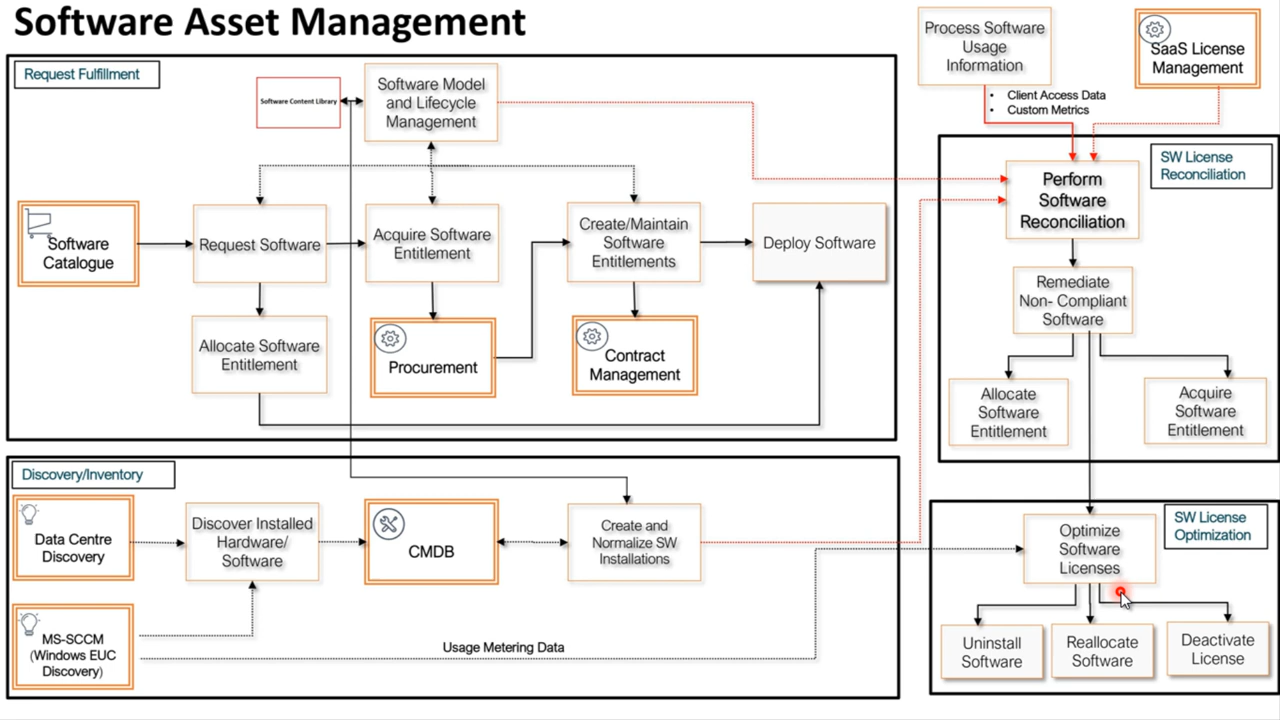 Software Asset Management
Request Fulfillment
Software Content Library
Software Model
and Lifecycle
Management
Software
Catalogue
Request Software
Acquire Software
Entitlement
Create/Maintain
Software
Entitlements
Deploy Software
Allocate Software
Entitlement
Procurement
Contract
Management
Discovery/Inventory
Data Centre
Discovery
Discover Installed
Hardware/
Software
CMDB
Create and
Normalize SW
Installations
MS-SCCM
(Windows EUC
Discovery)
Usage Metering Data
Process Software
Usage
Information
SaaS License
Management
• Client Access Data
• Custom Metrics
SW License
Reconciliation
Perform
Software
Reconciliation
Remediate
Non- Compliant
Software
Allocate
Software
Entitlement
Acquire
Software
Entitlement
SW License
Optimization
Optimize
Software
Licenses
Uninstall
Software
Reallocate
Software
Deactivate
License